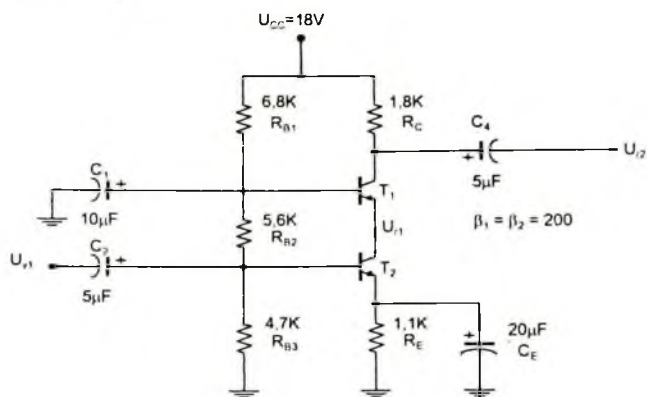 U_CC=18V
6,8K
R_B1
1,8K
R_C
C_4
+
U_i2
5µF
C_1
+
10µF
T_1
5,6K
R_B2
U_i1
β_1 = β_2 = 200
C_2
+
5µF
T_2
4,7K
R_B3
1,1K
R_E
+
20µF
C_E